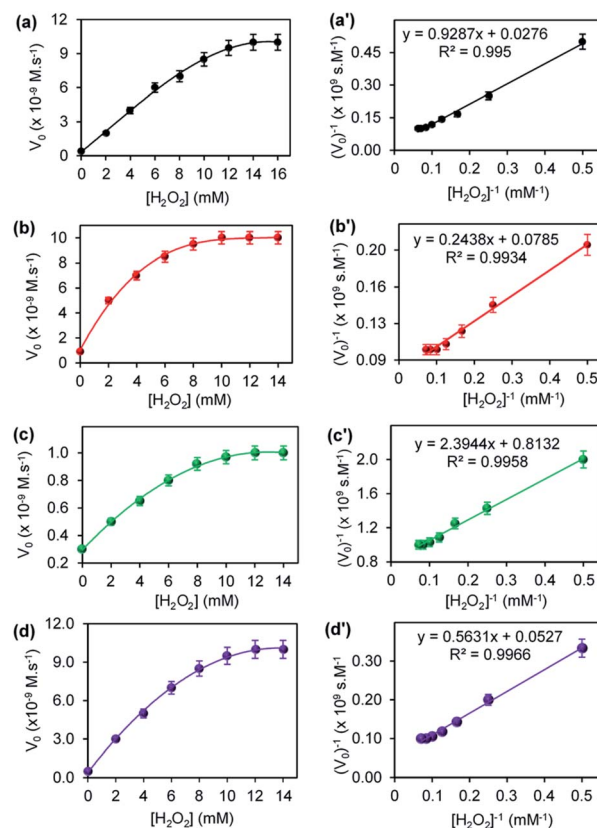 (a)
V0 (x 10-9 M.s-1)
10
9
6
3
0
0 2 4 6 8 10 12 14 16
[H2O2] (mM)
(a')
y = 0.9287x + 0.0276
R² = 0.995
(V0)-1 (x 109 s.M-1)
0.45
0.30
0.15
0.00
0.1 0.2 0.3 0.4 0.5
[H2O2]-1 (mM-1)
(b)
V0 (x 10-9 M.s-1)
10
8
6
4
2
0
0 2 4 6 8 10 12 14
[H2O2] (mM)
(b')
y = 0.2438x + 0.0785
R² = 0.9934
(V0)-1 (x 109 s.M-1)
0.20
0.16
0.13
0.09
0.1 0.2 0.3 0.4 0.5
[H2O2]-1 (mM-1)
(c)
V0 (x 10-9 M.s-1)
1.0
0.8
0.6
0.4
0.2
0 2 4 6 8 10 12 14
[H2O2] (mM)
(c')
y = 2.3944x + 0.8132
R² = 0.9958
(V0)-1 (x 109 s.M-1)
2.0
1.6
1.2
0.8
0.1 0.2 0.3 0.4 0.5
[H2O2]-1 (mM-1)
(d)
V0 (x10-9 M.s-1)
12.0
9.0
6.0
3.0
0.0
0 2 4 6 8 10 12 14
[H2O2] (mM)
(d')
y = 0.5631x + 0.0527
R² = 0.9966
(V0)-1 (x 109 s.M-1)
0.30
0.20
0.10
0.00
0.1 0.2 0.3 0.4 0.5
[H2O2]-1 (mM-1)